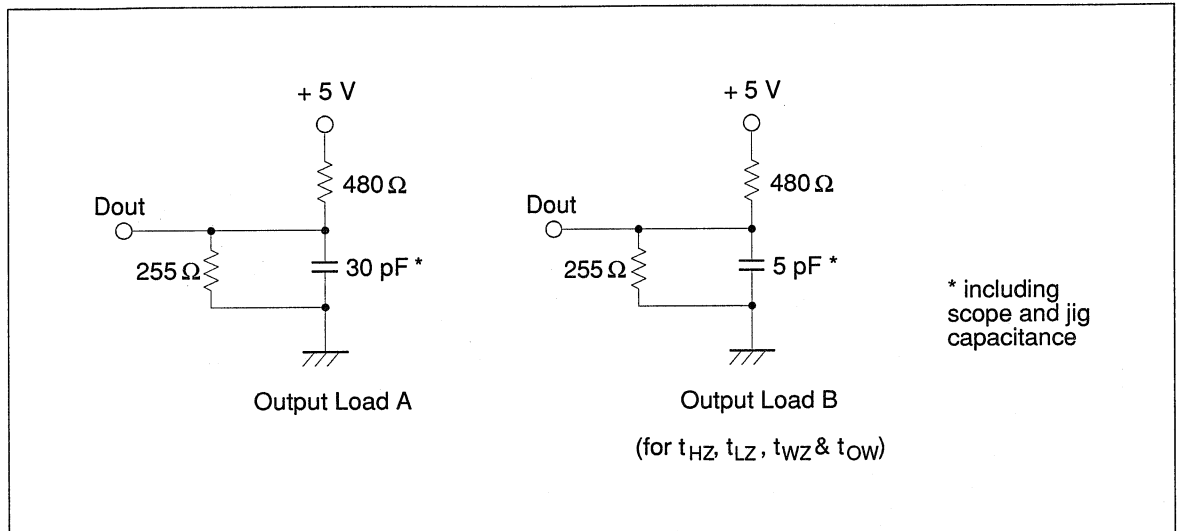 + 5 V
480 Ω
Dout
255 Ω
30 pF *
Output Load A
+ 5 V
480 Ω
Dout
255 Ω
5 pF *
Output Load B
(for tHZ, tLZ , tWZ & tOW)
* including
scope and jig
capacitance